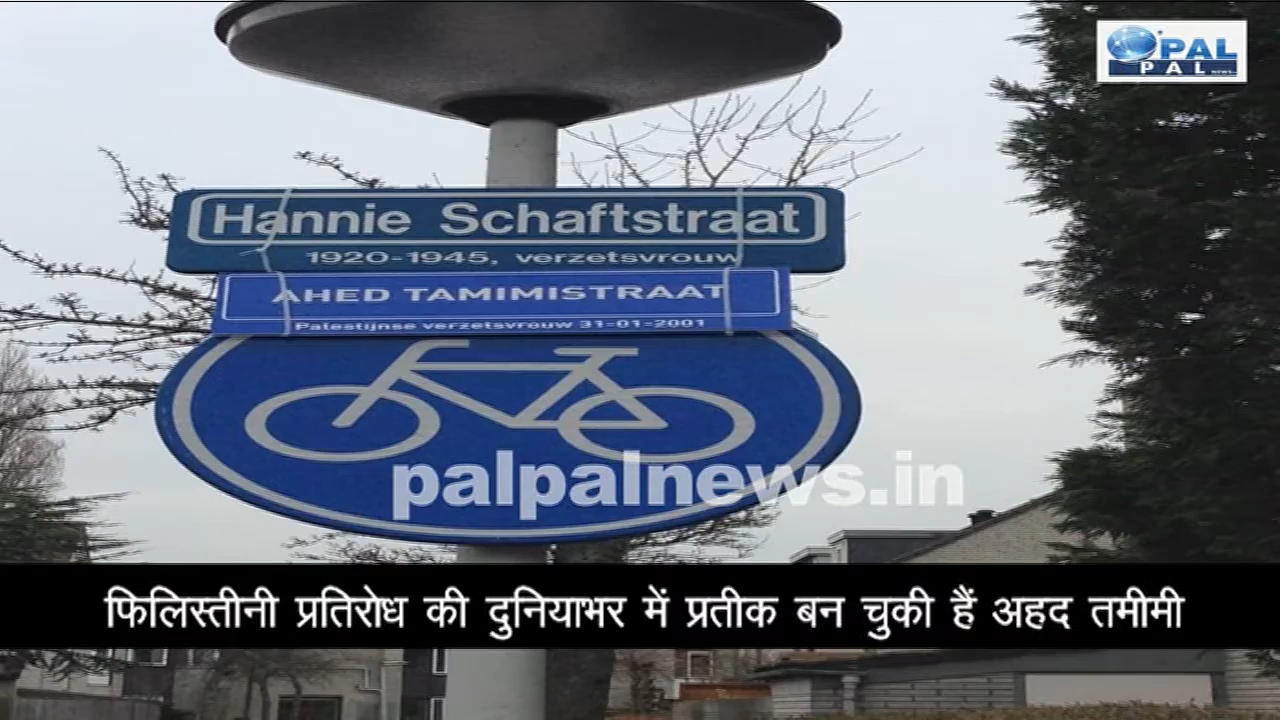 PAL
PAL NEWS
Hannie Schaftstraat
1920-1945, verzetsvrouw
AHED TAMIMISTRAAT
Palestijnse verzetsvrouw 31-01-2001
palpalnews.in
फिलिस्तीनी प्रतिरोध की दुनियाभर में प्रतीक बन चुकी हैं अहद तमीमी